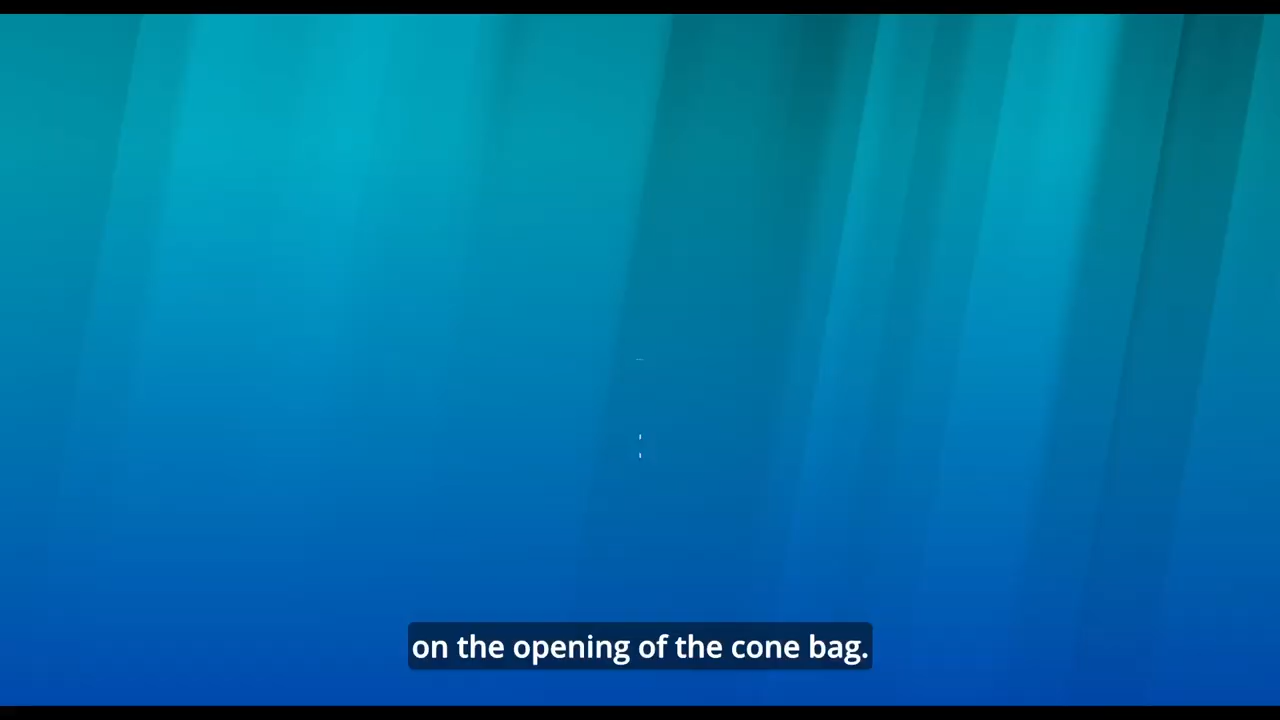 on the opening of the cone bag.